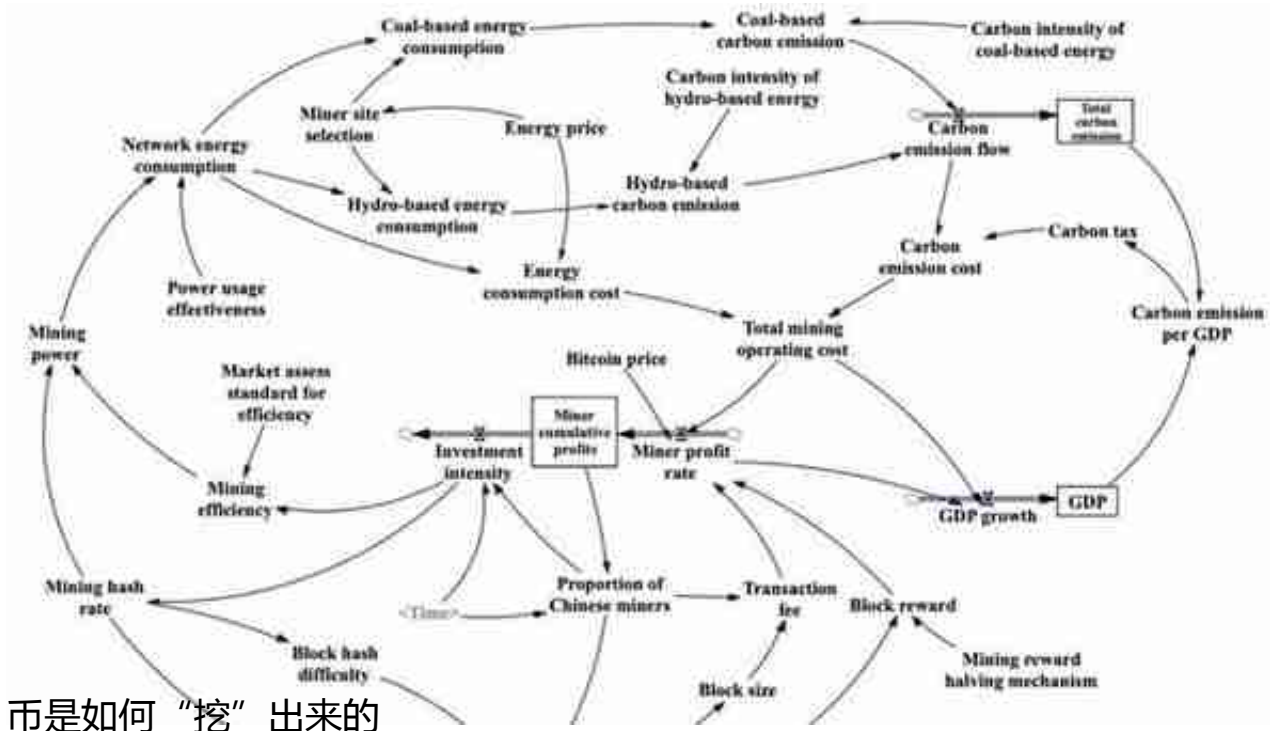 Coal-based energy
consumption
Coal-based
carbon emission
Carbon intensity of
coal-based energy
Carbon intensity of
hydro-based energy
Miner site
selection
Energy price
Total
carbon
emission
Carbon
emission flow
Network energy
consumption
Hydro-based
carbon emission
Hydro-based energy
consumption
Carbon tax
Carbon
emission cost
Energy
consumption cost
Power usage
effectiveness
Carbon emission
per GDP
Mining
power
Total mining
operating cost
Bitcoin price
Market assess
standard for
efficiency
Miner
cumulative
profits
Investment
intensity
Miner profit
rate
Mining
efficiency
GDP growth
GDP
Mining hash
rate
<Time>
Proportion of
Chinese miners
Transaction
fee
Block reward
Block hash
difficulty
Mining reward
halving mechanism
Block size
币是如何“挖”出来的